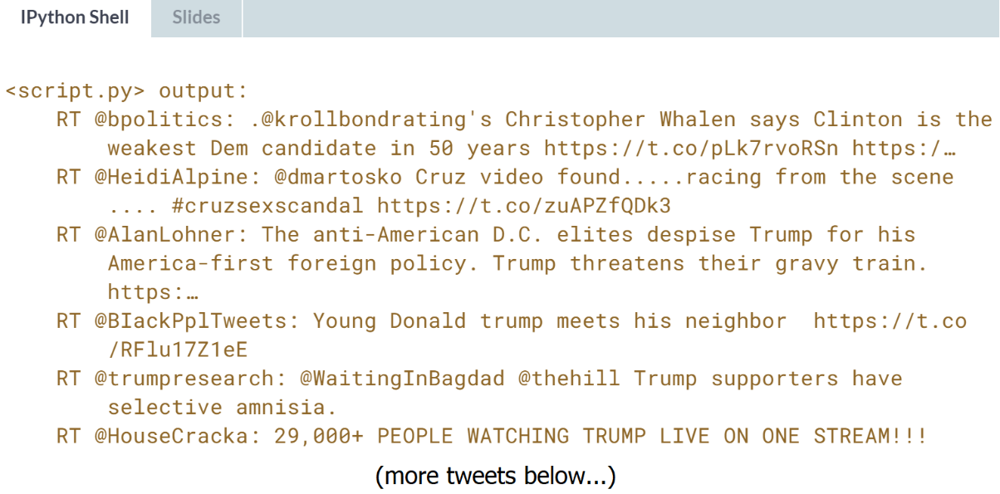 IPython Shell
Slides
<script.py> output:
RT @bpolitics: .@krollbondrating's Christopher Whalen says Clinton is the
weakest Dem candidate in 50 years https://t.co/pLk7rvoRSn https:/…
RT @HeidiAlpine: @dmartosko Cruz video found.....racing from the scene
.... #cruzsexscandal https://t.co/zuAPZfQDk3
RT @AlanLohner: The anti-American D.C. elites despise Trump for his
America-first foreign policy. Trump threatens their gravy train.
https:…
RT @BIackPplTweets: Young Donald trump meets his neighbor  https://t.co
/RFlu17Z1eE
RT @trumpresearch: @WaitingInBagdad @thehill Trump supporters have
selective amnisia.
RT @HouseCracka: 29,000+ PEOPLE WATCHING TRUMP LIVE ON ONE STREAM!!!
(more tweets below...)